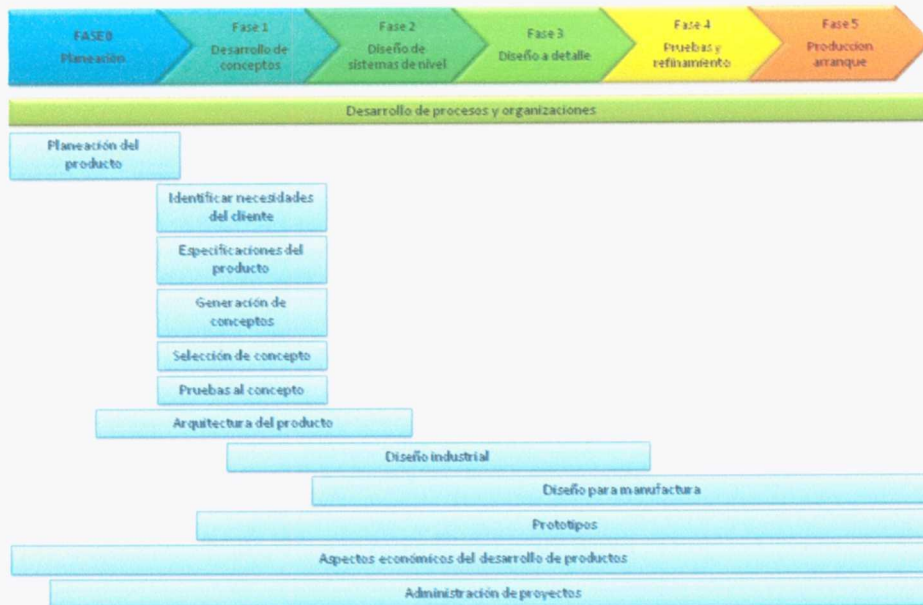 FASE 0
Planeación
Fase 1
Desarrollo de
conceptos
Fase 2
Diseño de
sistemas de nivel
Fase 3
Diseño a detalle
Fase 4
Pruebas y
refinamiento
Fase 5
Produccion
arranque
Desarrollo de procesos y organizaciones
Planeación del
producto
Identificar necesidades
del cliente
Especificaciones del
producto
Generación de
conceptos
Selección de concepto
Pruebas al concepto
Arquitectura del producto
Diseño industrial
Diseño para manufactura
Prototipos
Aspectos económicos del desarrollo de productos
Administración de proyectos